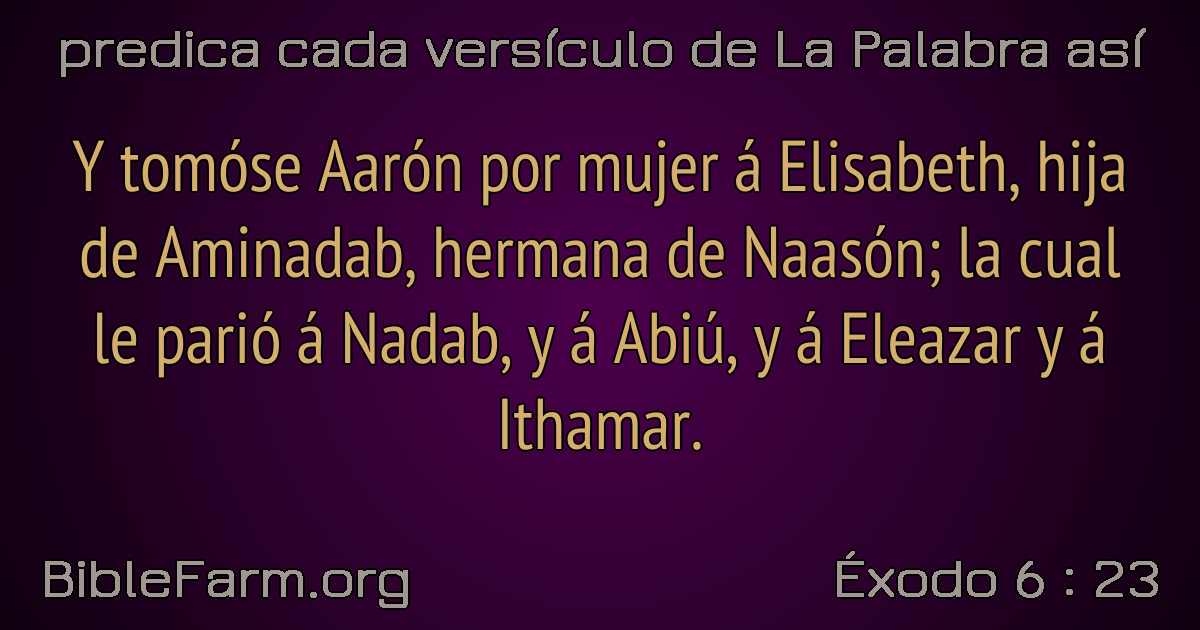 predica cada versículo de La Palabra así
Y tomóse Aarón por mujer á Elisabeth, hija
de Aminadab, hermana de Naasón; la cual
le parió á Nadab, y á Abiú, y á Eleazar y á
Ithamar.
BibleFarm.org
Éxodo 6 : 23